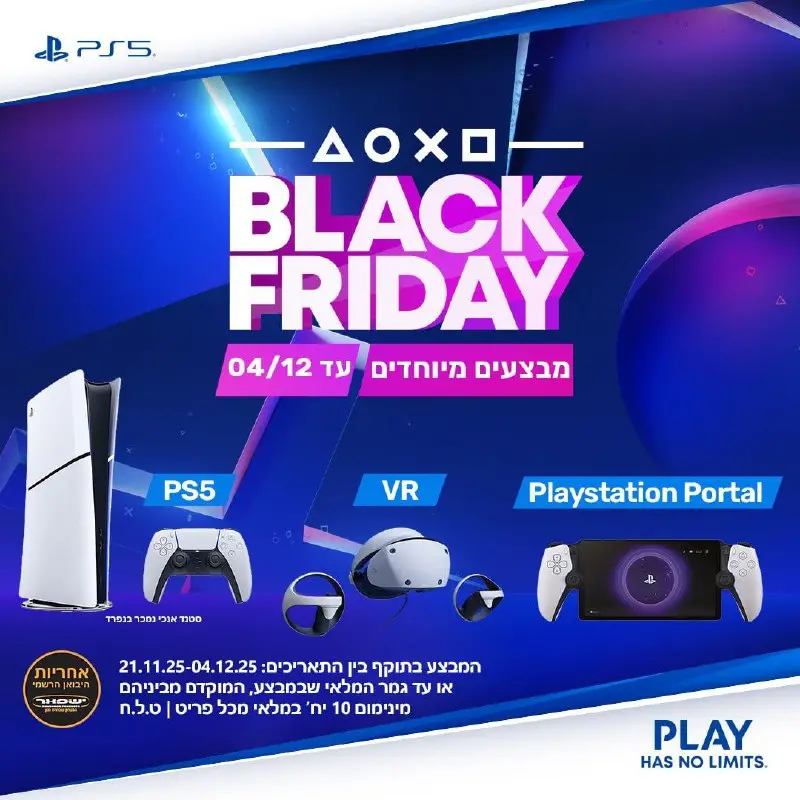 PS5
BLACK
FRIDAY
מבצעים מיוחדים עד 04/12
PS5
VR
Playstation Portal
סטנד אנכי נמכר בנפרד
המבצע בתוקף בין התאריכים: 21.11.25-04.12.25
או עד גמר המלאי שבמבצע, המוקדם מביניהם
מינימום 10 יח׳ במלאי מכל פריט | ט.ל.ח
אחריות
היבואן הרשמי
ישפאר
PLAY
HAS NO LIMITS.